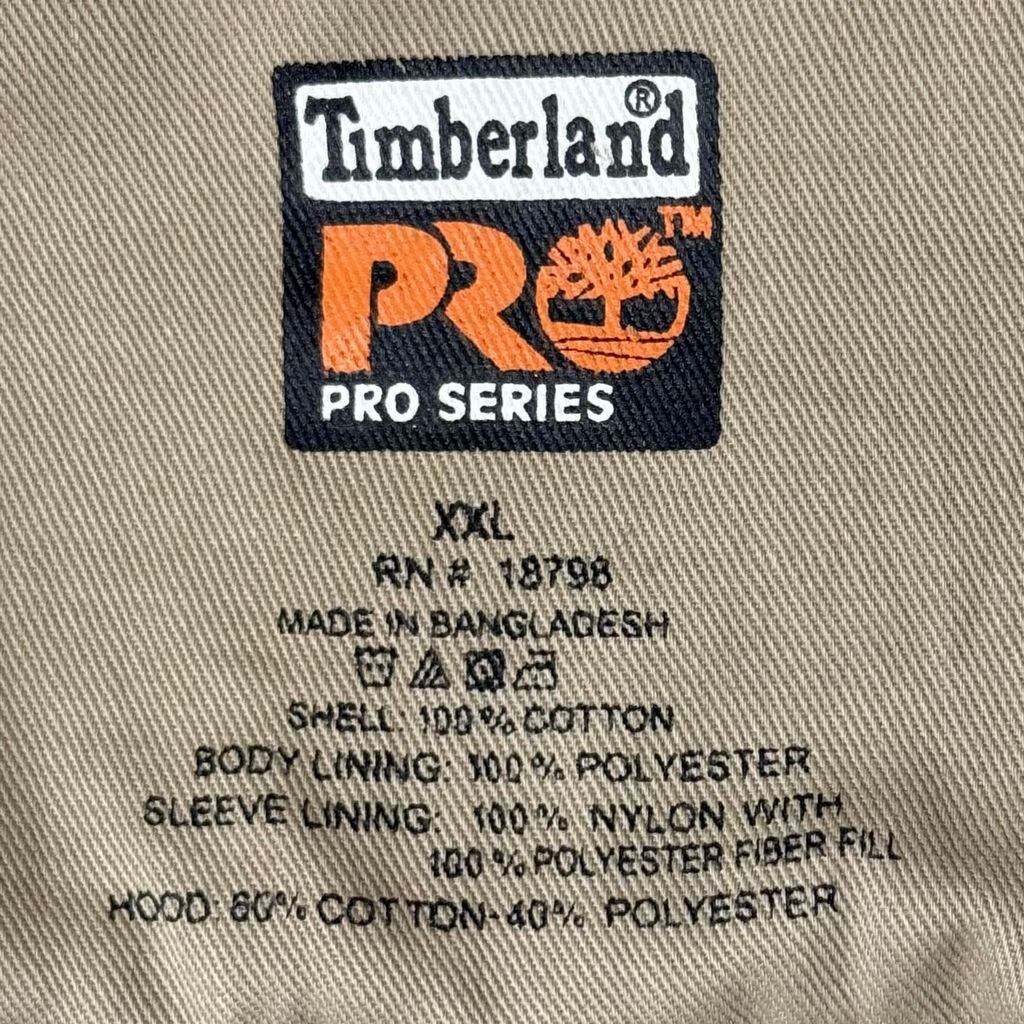 Timberland®
PRO™
PRO SERIES
XXL
RN # 18798
MADE IN BANGLADESH
SHELL: 100% COTTON
BODY LINING: 100% POLYESTER
SLEEVE LINING: 100% NYLON WITH
100% POLYESTER FIBER FILL
HOOD: 60% COTTON-40% POLYESTER